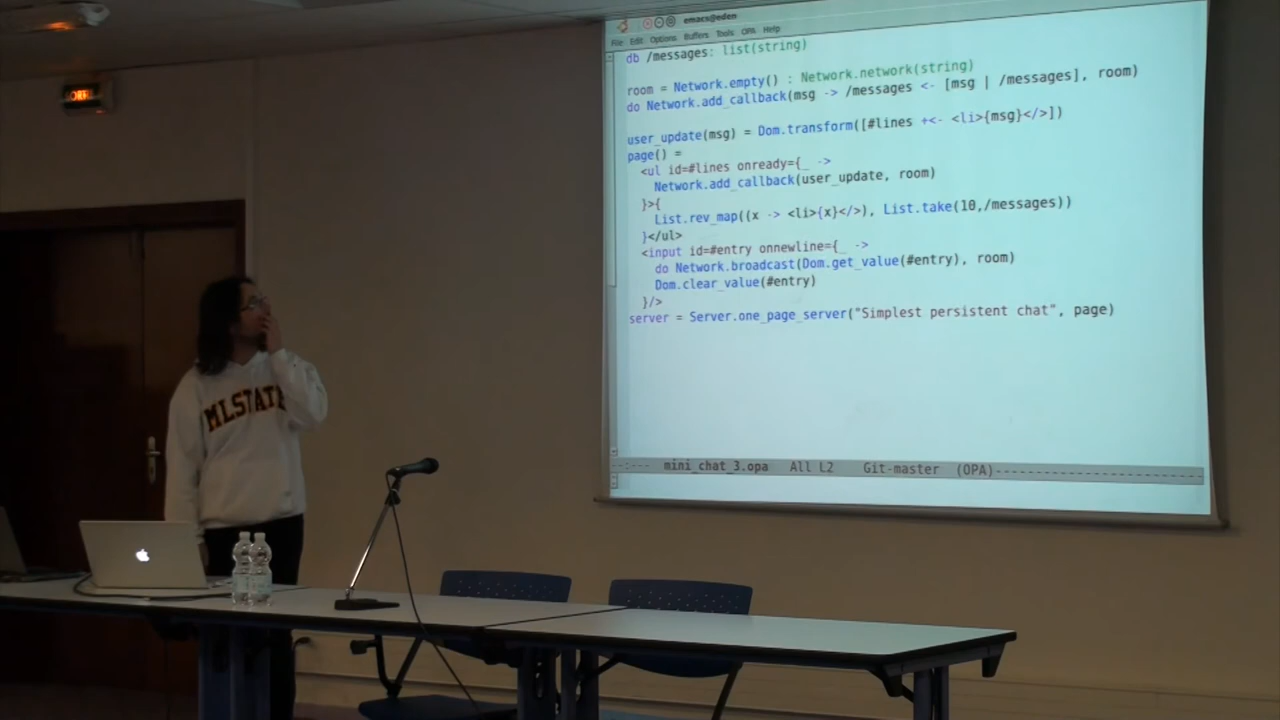 emacs@eden
File Edit Options Buffers Tools OPA Help
db /messages: list(string)
room = Network.empty() : Network.network(string)
do Network.add_callback(msg -> /messages <- [msg | /messages], room)
user_update(msg) = Dom.transform([#lines +<- <li>{msg}</>])
page() =
<ul id=#lines onready={_ ->
Network.add_callback(user_update, room)
}>{
List.rev_map((x -> <li>{x}</>), List.take(10,/messages))
}</ul>
<input id=#entry onnewline={_ ->
do Network.broadcast(Dom.get_value(#entry), room)
Dom.clear_value(#entry)
}/>
server = Server.one_page_server("Simplest persistent chat", page)
--:--- mini_chat_3.opa All L2 Git-master (OPA)
MLSTATE